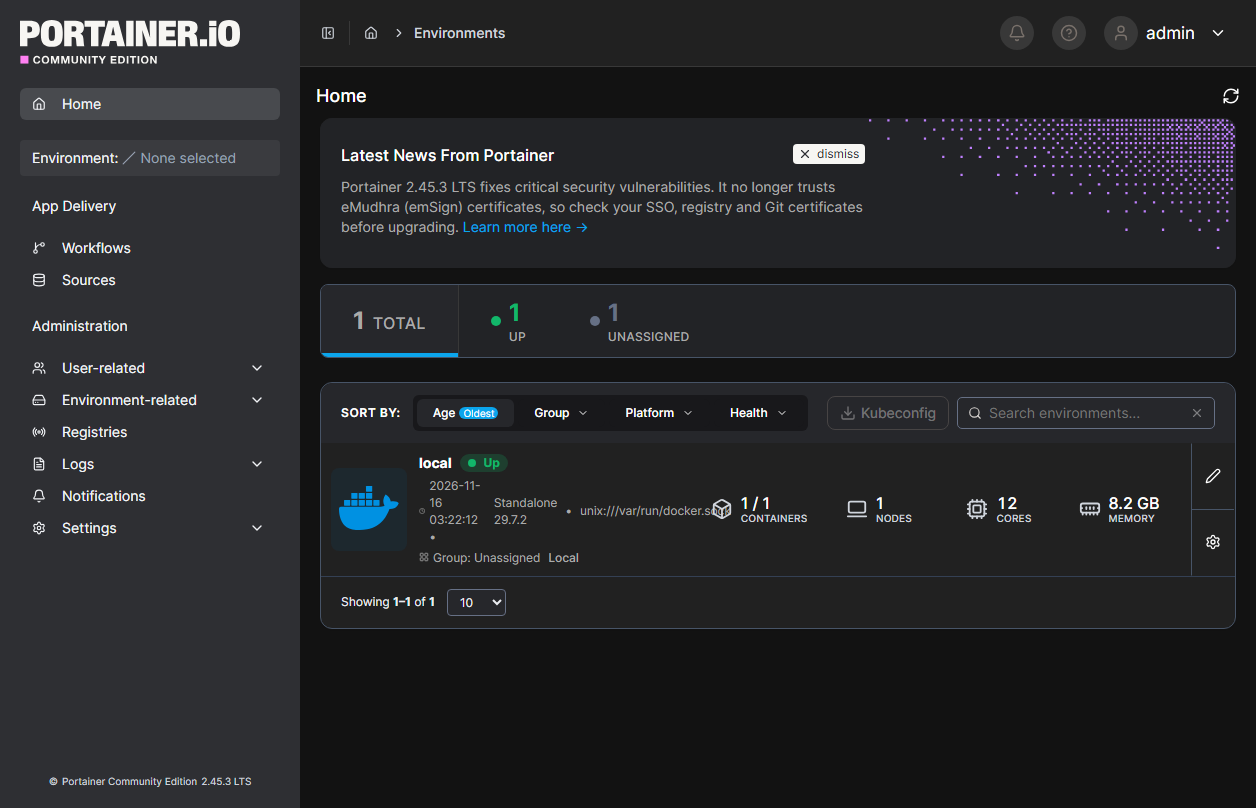 PORTAINER.iO
COMMUNITY EDITION
Home
Environment: / None selected
App Delivery
Workflows
Sources
Administration
User-related
Environment-related
Registries
Logs
Notifications
Settings
© Portainer Community Edition 2.45.3 LTS
Environments
admin
Home
Latest News From Portainer
dismiss
Portainer 2.45.3 LTS fixes critical security vulnerabilities. It no longer trusts
eMudhra (emSign) certificates, so check your SSO, registry and Git certificates
before upgrading. Learn more here →
1 TOTAL
1
UP
1
UNASSIGNED
SORT BY: Age Oldest Group Platform Health Kubeconfig Search environments...
local Up
2026-11-
16
03:22:12
•
Standalone
29.7.2
• unix:///var/run/docker.sock
Group: Unassigned Local
1 / 1
CONTAINERS
1
NODES
12
CORES
8.2 GB
MEMORY
Showing 1–1 of 1 10